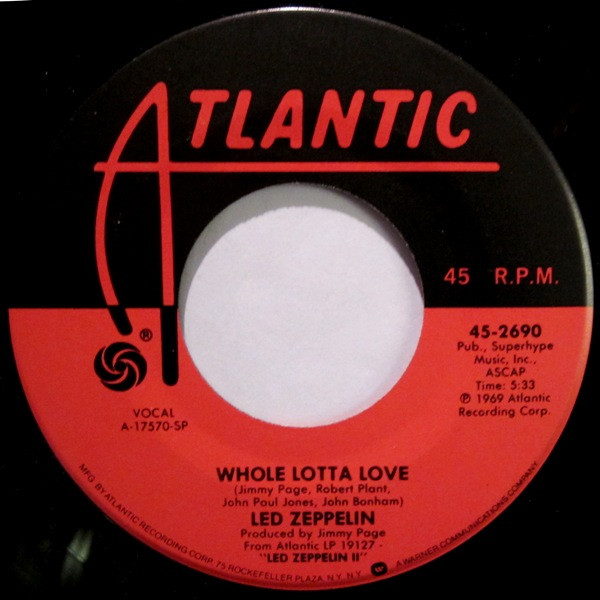 ATLANTIC
45 R.P.M.
®
45-2690
Pub., Superhype
Music, Inc.,
ASCAP
Time: 5:33
℗ 1969 Atlantic
Recording Corp.
VOCAL
A-17570-SP
WHOLE LOTTA LOVE
(Jimmy Page, Robert Plant,
John Paul Jones, John Bonham)
LED ZEPPELIN
Produced by Jimmy Page
From Atlantic LP 19127 -
"LED ZEPPELIN II"
MFG. BY ATLANTIC RECORDING CORP. 75 ROCKEFELLER PLAZA, N.Y. N.Y. W A WARNER COMMUNICATIONS COMPANY